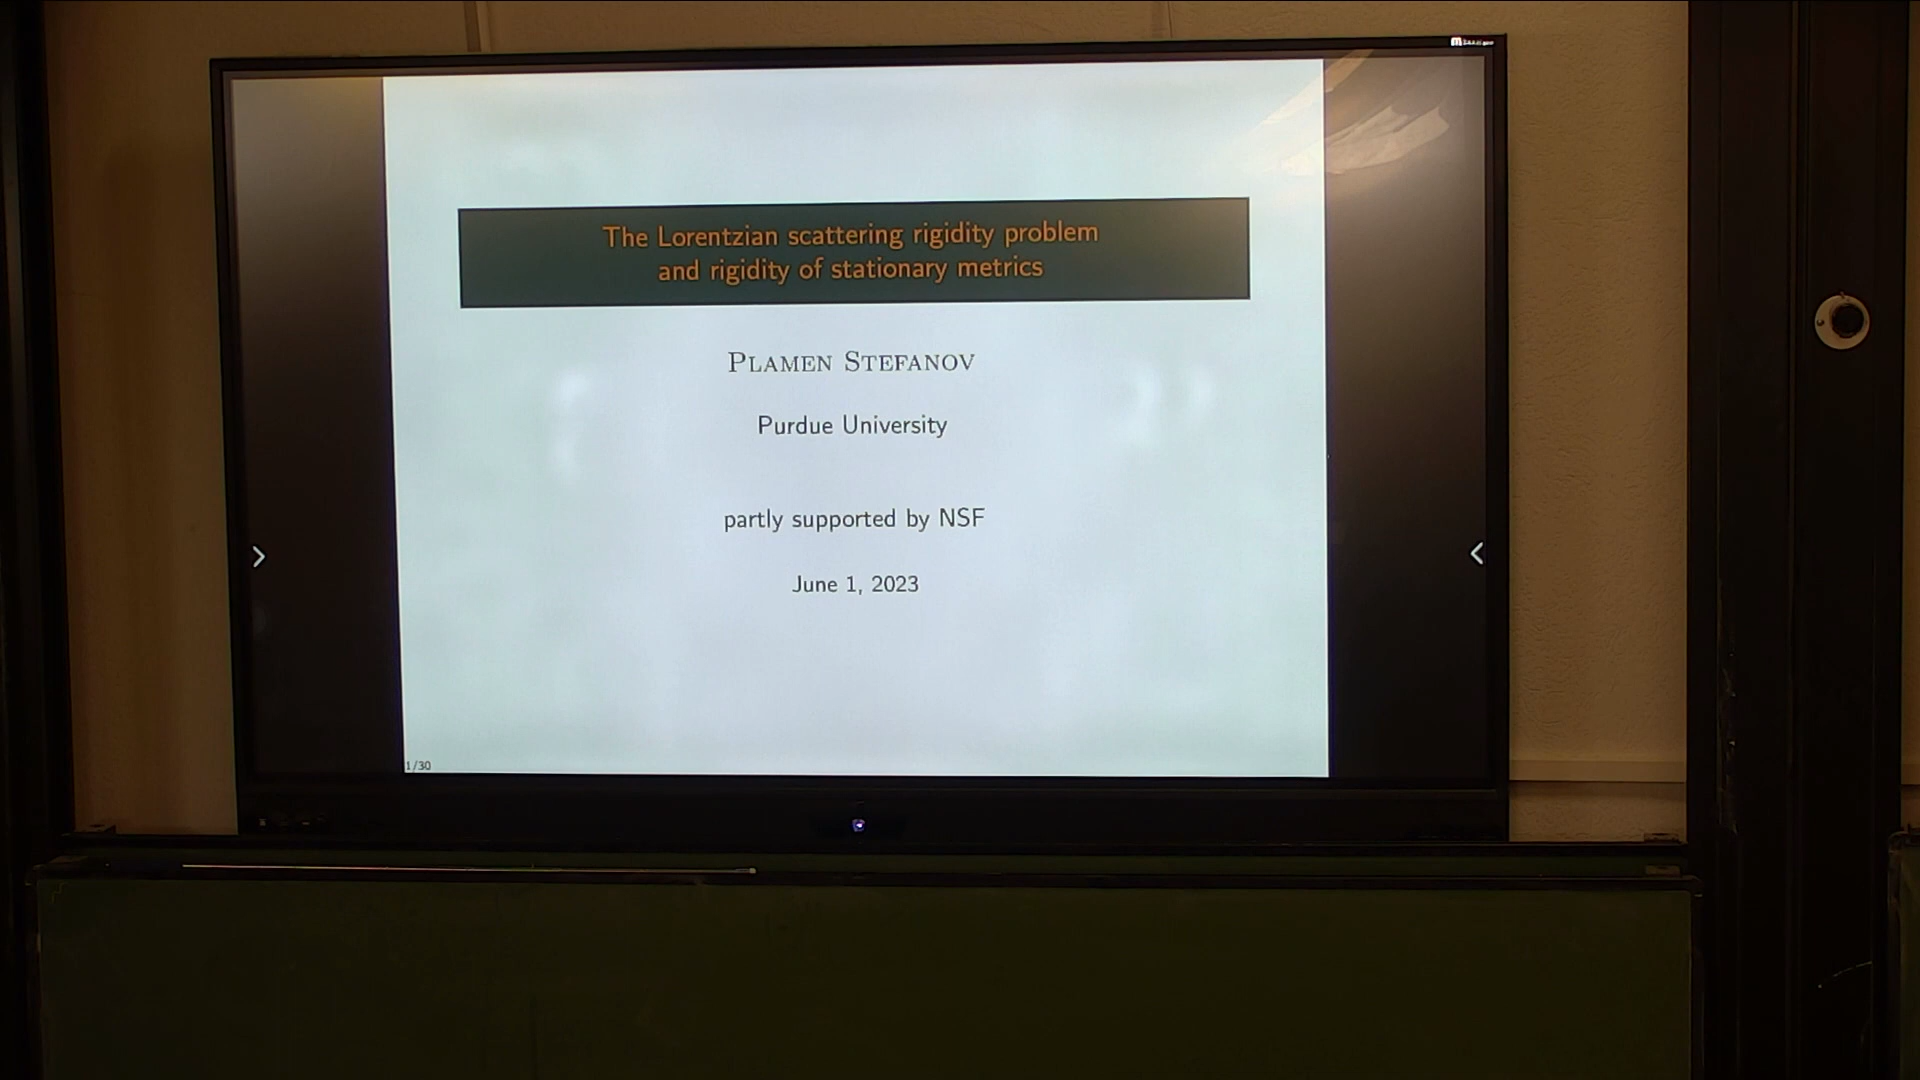 The Lorentzian scattering rigidity problem
and rigidity of stationary metrics
Plamen Stefanov
Purdue University
partly supported by NSF
June 1, 2023
1/30